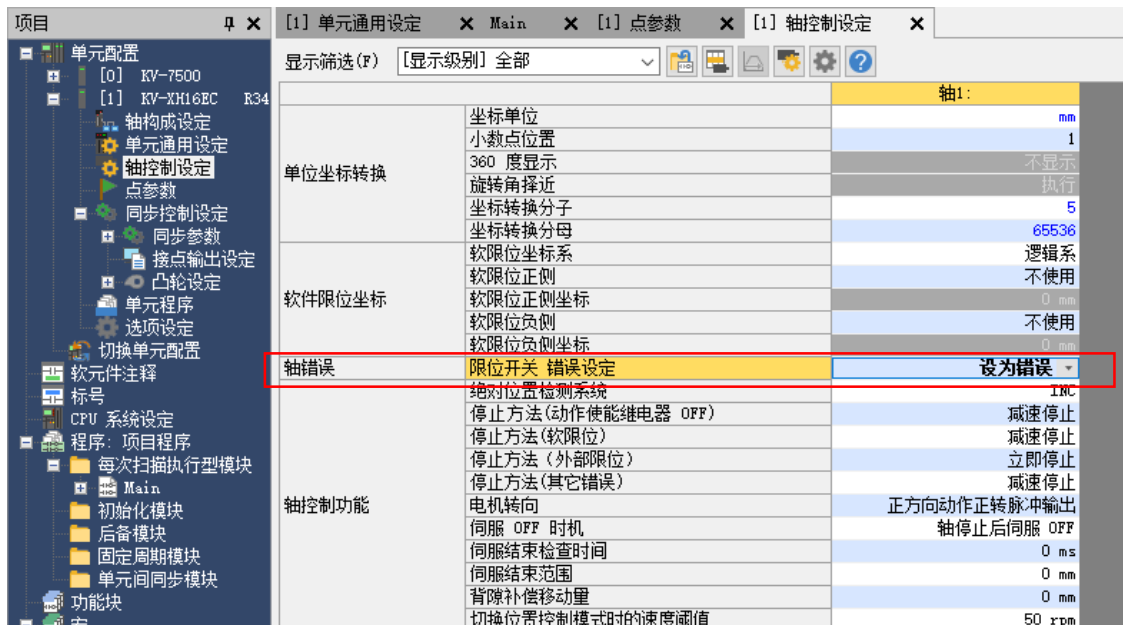 项目
[1] 单元通用设定 Main [1] 点参数 [1] 轴控制设定
单元配置
[0] KV-7500
[1] KV-XH16EC R34
轴构成设定
单元通用设定
轴控制设定
点参数
同步控制设定
同步参数
接点输出设定
凸轮设定
单元程序
选项设定
切换单元配置
软元件注释
标号
CPU 系统设定
程序: 项目程序
每次扫描执行型模块
Main
初始化模块
后备模块
固定周期模块
单元间同步模块
功能块
显示筛选(F) [显示级别] 全部
轴1:
单位坐标转换
坐标单位 mm
小数点位置 1
360 度显示 不显示
旋转角择近 执行
坐标转换分子 5
坐标转换分母 65536
软件限位坐标
软限位坐标系 逻辑系
软限位正侧 不使用
软限位正侧坐标 0 mm
软限位负侧 不使用
软限位负侧坐标 0 mm
轴错误 限位开关 错误设定 设为错误
轴控制功能
绝对位置检测系统 INC
停止方法(动作使能继电器 OFF) 减速停止
停止方法(软限位) 减速停止
停止方法（外部限位） 立即停止
停止方法(其它错误) 减速停止
电机转向 正方向动作正转脉冲输出
伺服 OFF 时机 轴停止后伺服 OFF
伺服结束检查时间 0 ms
伺服结束范围 0 mm
背隙补偿移动量 0 mm
切换位置控制模式时的速度阈值 50 rpm